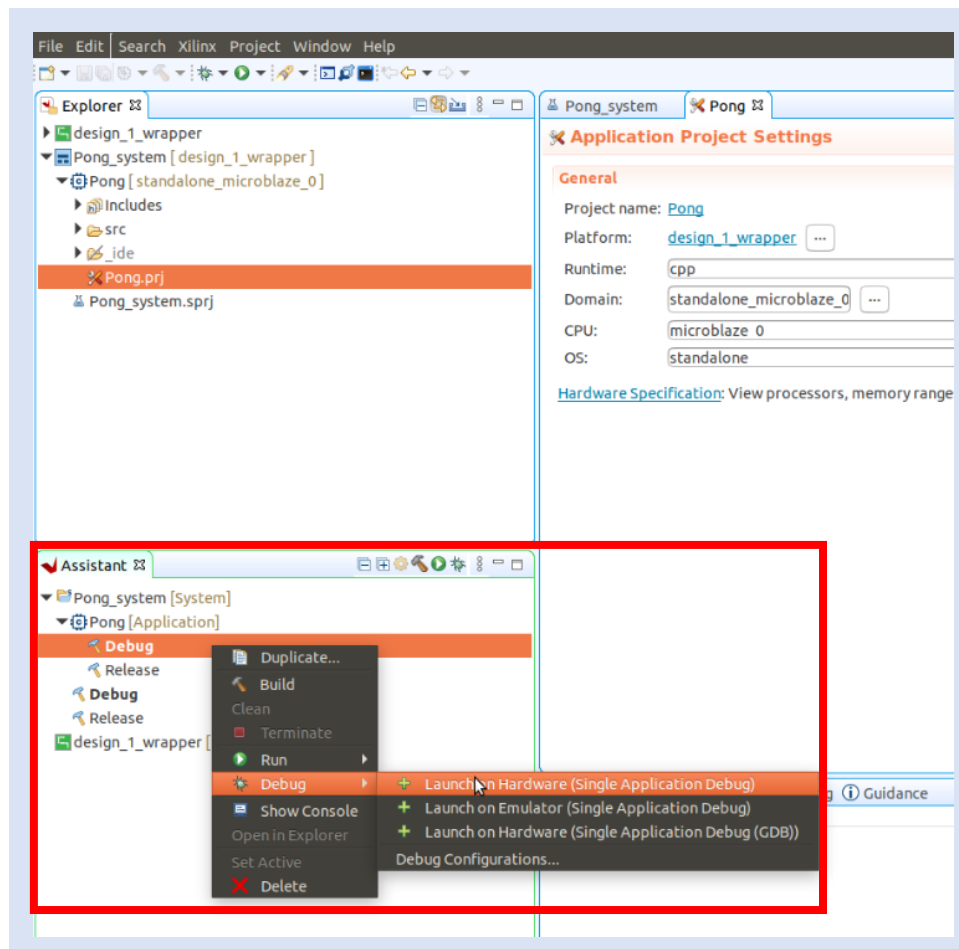 File Edit Search Xilinx Project Window Help
Explorer
design_1_wrapper
Pong_system [ design_1_wrapper ]
Pong [ standalone_microblaze_0 ]
Includes
src
_ide
Pong.prj
Pong_system.sprj
Pong_system Pong
Application Project Settings
General
Project name: Pong
Platform: design_1_wrapper ...
Runtime: cpp
Domain: standalone_microblaze_0 ...
CPU: microblaze_0
OS: standalone
Hardware Specification: View processors, memory range
Assistant
Pong_system [System]
Pong [Application]
Debug
Release
Debug
Release
design_1_wrapper [
Duplicate...
Build
Clean
Terminate
Run
Debug
Show Console
Open in Explorer
Set Active
Delete
Launch on Hardware (Single Application Debug)
Launch on Emulator (Single Application Debug)
Launch on Hardware (Single Application Debug (GDB))
Debug Configurations...
g Guidance